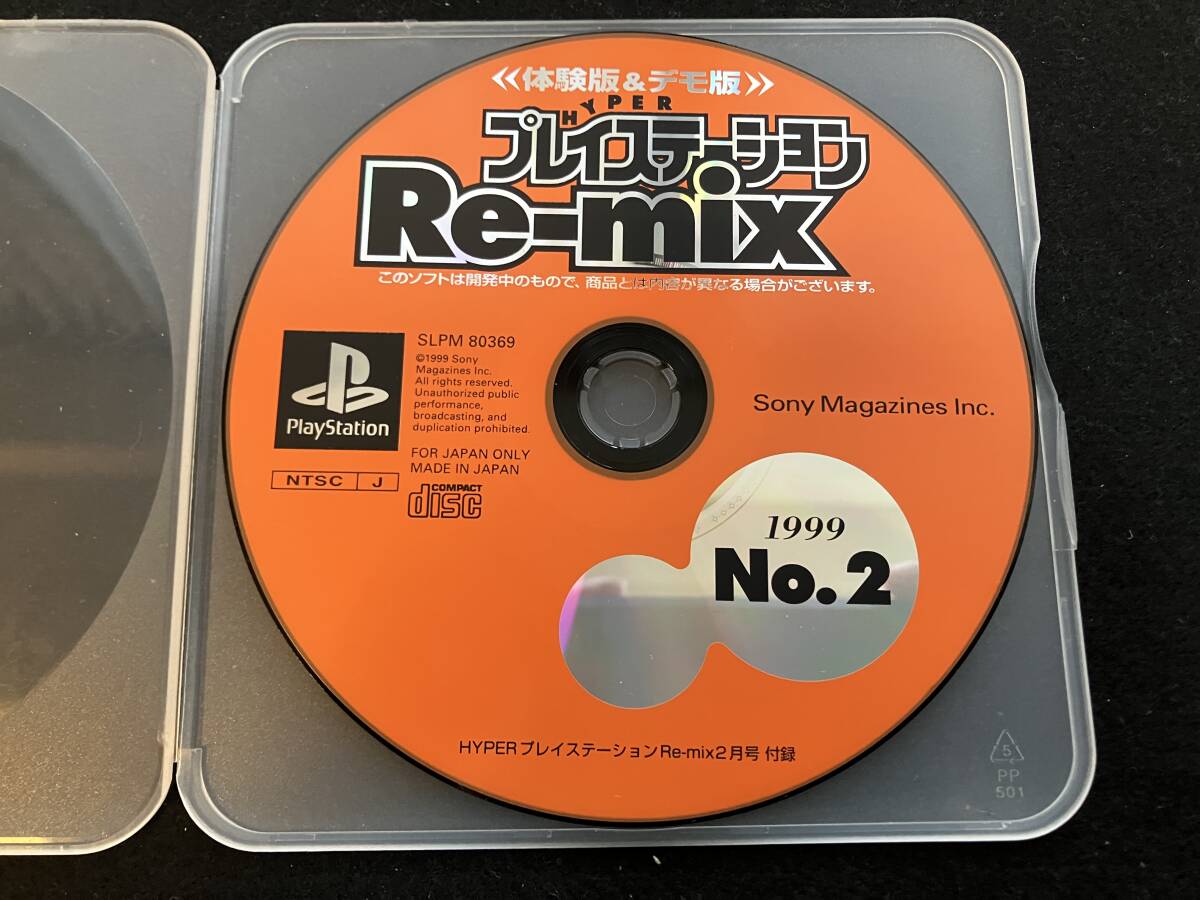 ≪体験版&デモ版≫
HYPER
プレイステーション
Re-mix
このソフトは開発中のもので、商品とは内容が異なる場合がございます。
PlayStation
NTSC J
SLPM 80369
©1999 Sony
Magazines Inc.
All rights reserved.
Unauthorized public
performance,
broadcasting, and
duplication prohibited.
FOR JAPAN ONLY
MADE IN JAPAN
COMPACT
disc
Sony Magazines Inc.
1999
No.2
HYPERプレイステーションRe-mix2月号 付録
5
PP
501